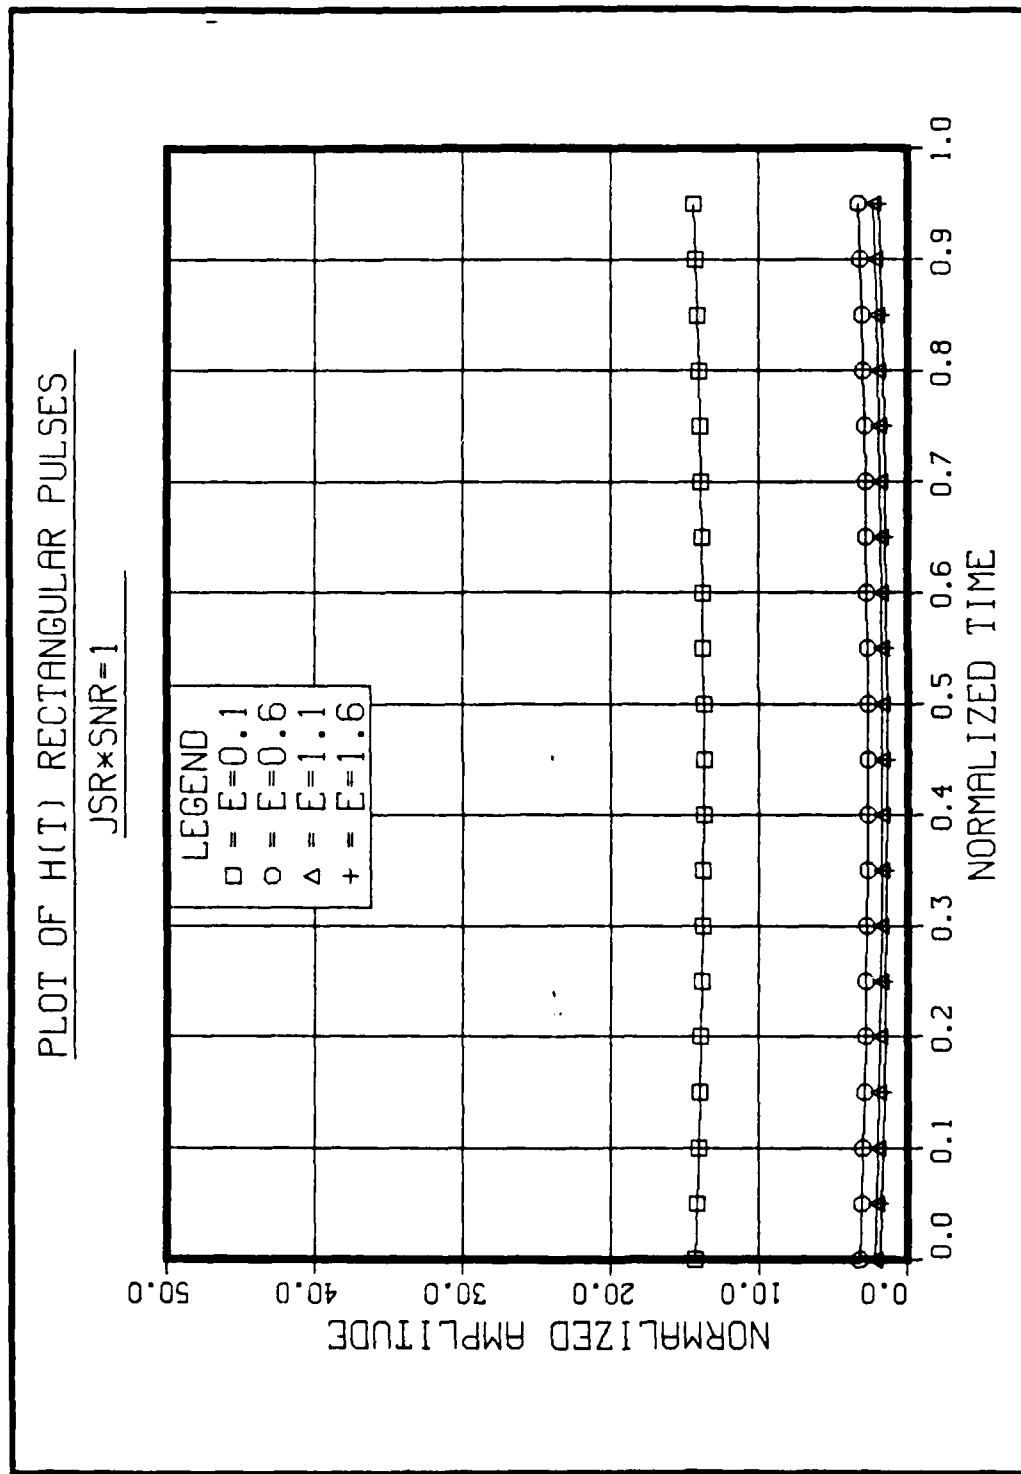 PLOT OF H(T) RECTANGULAR PULSES
JSR*SNR=1
LEGEND
□ = E=0.1
○ = E=0.6
△ = E=1.1
+ = E=1.6
NORMALIZED AMPLITUDE
50.0
40.0
30.0
20.0
10.0
0.0
0.0 0.1 0.2 0.3 0.4 0.5 0.6 0.7 0.8 0.9 1.0
NORMALIZED TIME